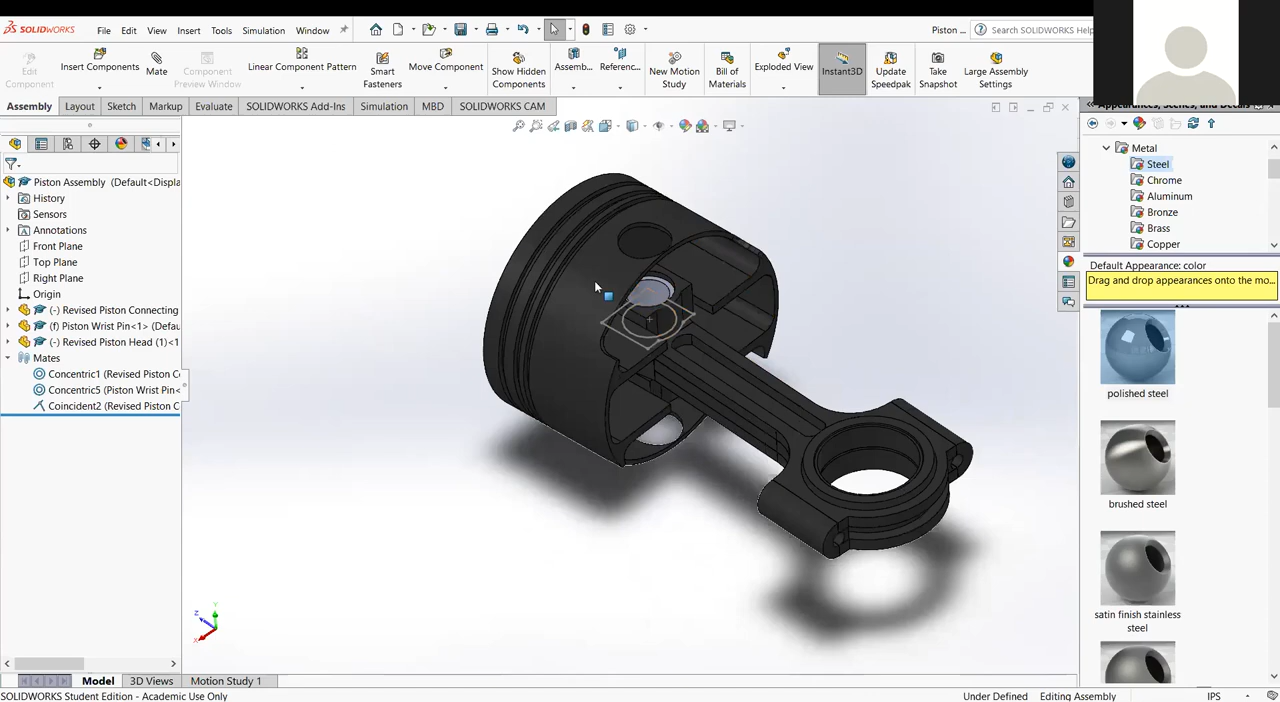 SOLIDWORKS
File
Edit
View
Insert
Tools
Simulation
Window
Piston ...
Search SOLIDWORKS Help
Edit Component
Insert Components
Mate
Component Preview Window
Linear Component Pattern
Smart Fasteners
Move Component
Show Hidden Components
Assemb...
Referenc...
New Motion Study
Bill of Materials
Exploded View
Instant3D
Update Speedpak
Take Snapshot
Large Assembly Settings
Assembly
Layout
Sketch
Markup
Evaluate
SOLIDWORKS Add-Ins
Simulation
MBD
SOLIDWORKS CAM
Appearances, Scenes, and Decals
Piston Assembly (Default<Displa
History
Sensors
Annotations
Front Plane
Top Plane
Right Plane
Origin
(-) Revised Piston Connecting
(f) Piston Wrist Pin<1> (Defau
(-) Revised Piston Head (1)<1>
Mates
Concentric1 (Revised Piston C
Concentric5 (Piston Wrist Pin<
Coincident2 (Revised Piston C
Metal
Steel
Chrome
Aluminum
Bronze
Brass
Copper
Default Appearance: color
Drag and drop appearances onto the mo...
polished steel
brushed steel
satin finish stainless steel
Y
Z
X
Model
3D Views
Motion Study 1
SOLIDWORKS Student Edition - Academic Use Only
Under Defined
Editing Assembly
IPS